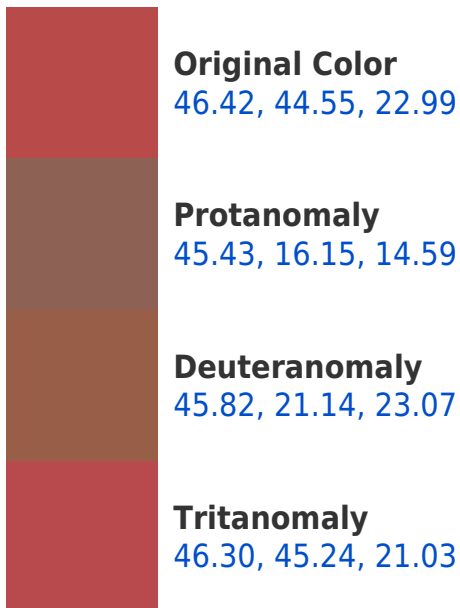 Original Color
46.42, 44.55, 22.99
Protanomaly
45.43, 16.15, 14.59
Deuteranomaly
45.82, 21.14, 23.07
Tritanomaly
46.30, 45.24, 21.03